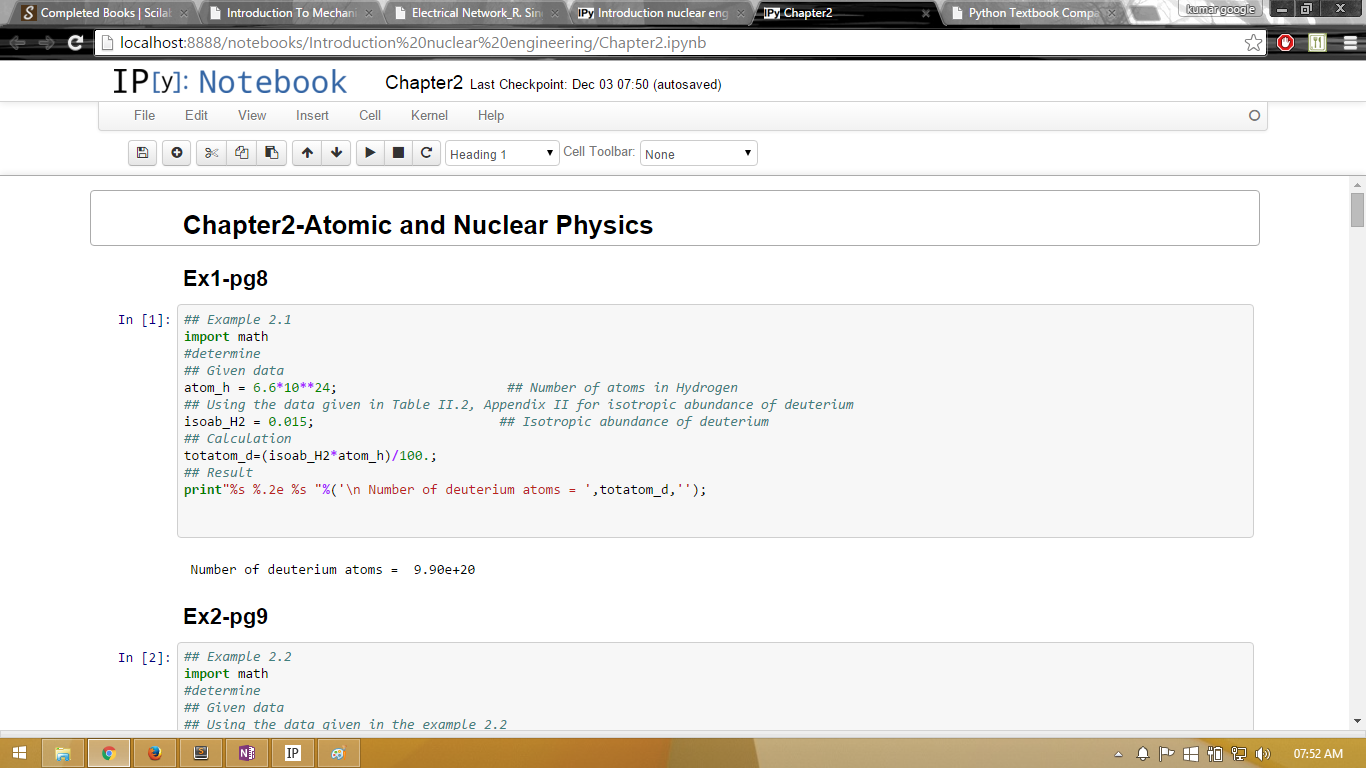 Completed Books | Scila
Introduction To Mechani
Electrical Network_R. Sin
IPy Introduction nuclear eng
IPy Chapter2
Python Textbook Compa
kumar google
localhost:8888/notebooks/Introduction%20nuclear%20engineering/Chapter2.ipynb
IP[y]: Notebook
Chapter2 Last Checkpoint: Dec 03 07:50 (autosaved)
File Edit View Insert Cell Kernel Help
Heading 1 Cell Toolbar: None
Chapter2-Atomic and Nuclear Physics
Ex1-pg8
In [1]: ## Example 2.1
import math
#determine
## Given data
atom_h = 6.6*10**24; ## Number of atoms in Hydrogen
## Using the data given in Table II.2, Appendix II for isotropic abundance of deuterium
isoab_H2 = 0.015; ## Isotropic abundance of deuterium
## Calculation
totatom_d=(isoab_H2*atom_h)/100.;
## Result
print"%s %.2e %s "%('\n Number of deuterium atoms = ',totatom_d,'');
Number of deuterium atoms =  9.90e+20
Ex2-pg9
In [2]: ## Example 2.2
import math
#determine
## Given data
## Using the data given in the example 2.2
IP
07:52 AM